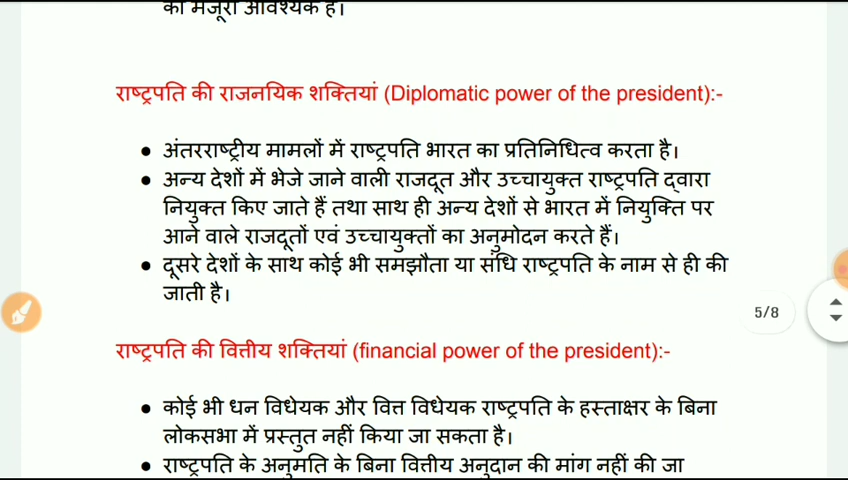 की मंजूरी आवश्यक है।
राष्ट्रपति की राजनयिक शक्तियां (Diplomatic power of the president):-
● अंतरराष्ट्रीय मामलों में राष्ट्रपति भारत का प्रतिनिधित्व करता है।
● अन्य देशों में भेजे जाने वाली राजदूत और उच्चायुक्त राष्ट्रपति द्वारा
नियुक्त किए जाते हैं तथा साथ ही अन्य देशों से भारत में नियुक्ति पर
आने वाले राजदूतों एवं उच्चायुक्तों का अनुमोदन करते हैं।
● दूसरे देशों के साथ कोई भी समझौता या संधि राष्ट्रपति के नाम से ही की
जाती है।
5/8
राष्ट्रपति की वित्तीय शक्तियां (financial power of the president):-
● कोई भी धन विधेयक और वित्त विधेयक राष्ट्रपति के हस्ताक्षर के बिना
लोकसभा में प्रस्तुत नहीं किया जा सकता है।
● राष्ट्रपति के अनुमति के बिना वित्तीय अनुदान की मांग नहीं की जा